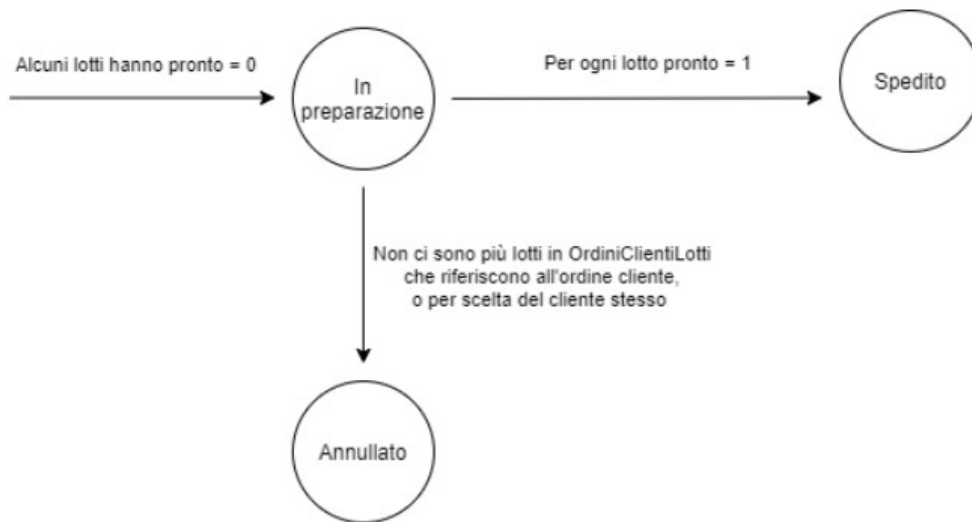 Alcuni lotti hanno pronto = 0
In
preparazione
Per ogni lotto pronto = 1
Spedito
Non ci sono più lotti in OrdiniClientiLotti
che riferiscono all'ordine cliente,
o per scelta del cliente stesso
Annullato